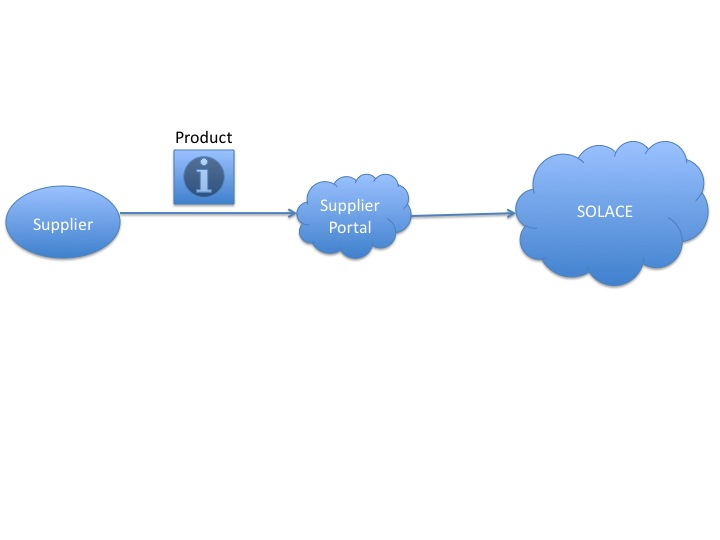 Product
Supplier
Supplier
Portal
SOLACE